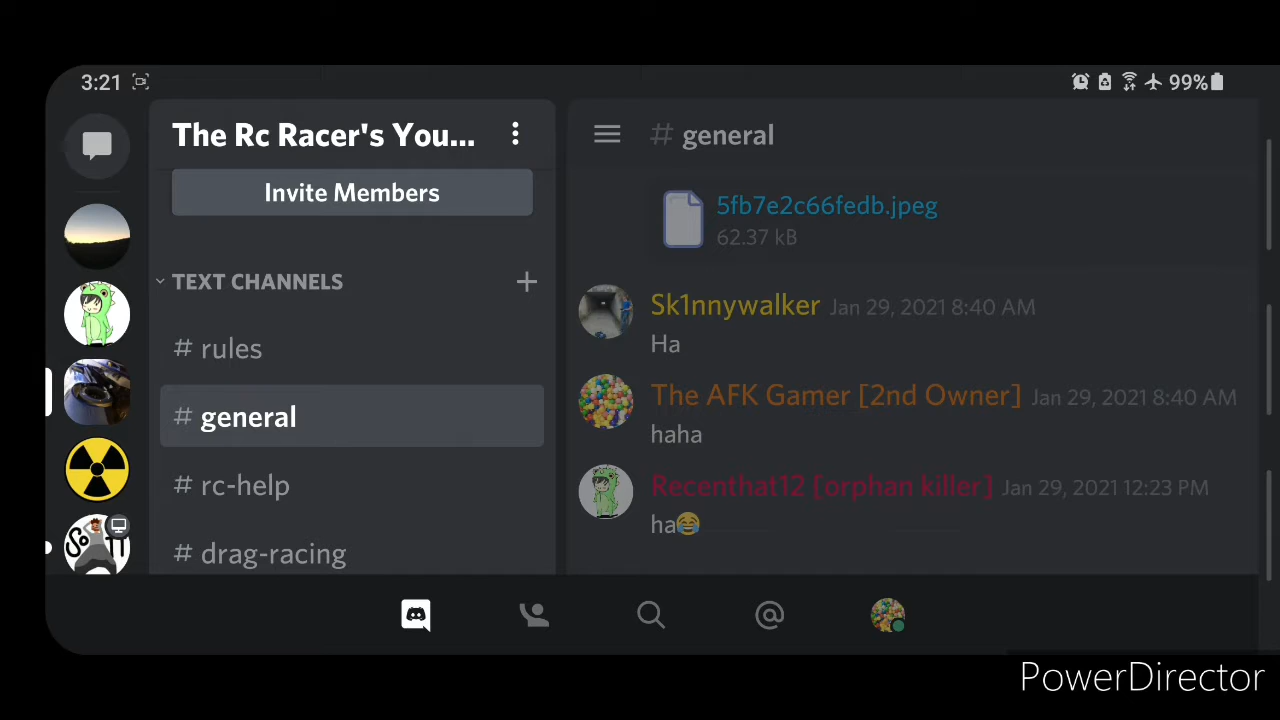 3:21
99%
The Rc Racer's You...
Invite Members
TEXT CHANNELS
# rules
# general
# rc-help
# drag-racing
# general
5fb7e2c66fedb.jpeg
62.37 kB
Sk1nnywalker Jan 29, 2021 8:40 AM
Ha
The AFK Gamer [2nd Owner] Jan 29, 2021 8:40 AM
haha
Recenthat12 [orphan killer] Jan 29, 2021 12:23 PM
ha😂
PowerDirector